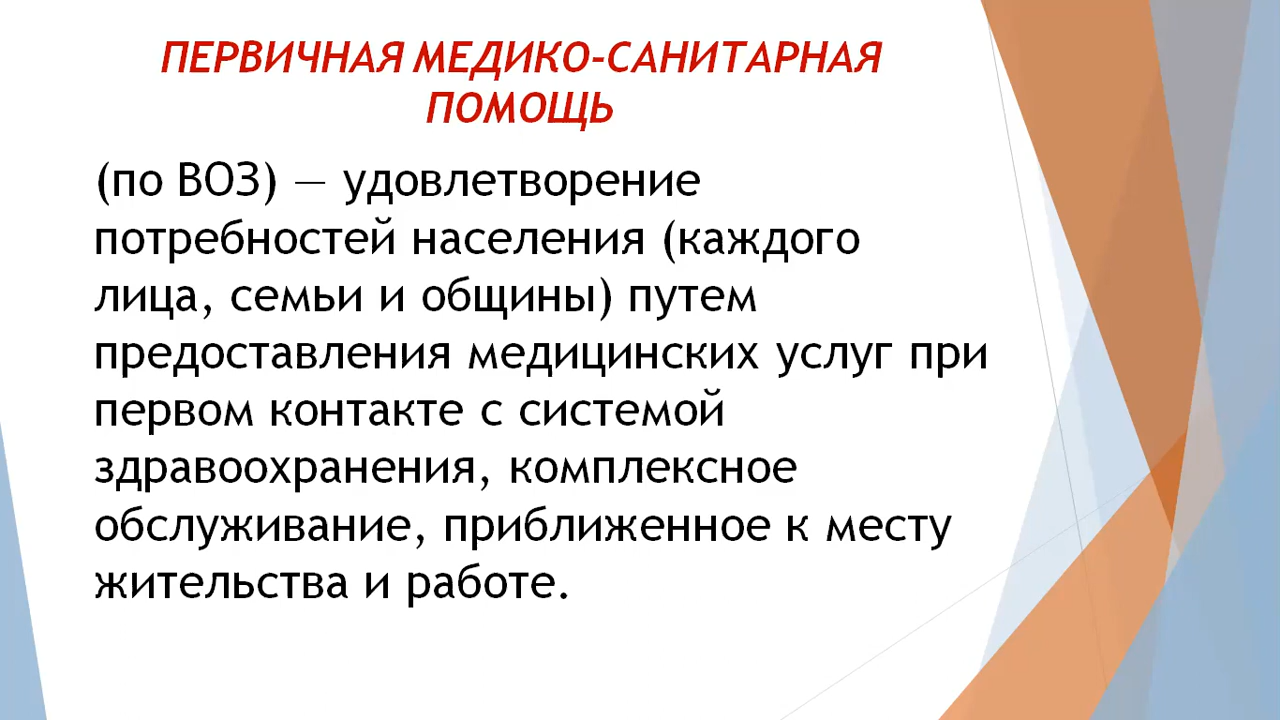 ПЕРВИЧНАЯ МЕДИКО-САНИТАРНАЯ
ПОМОЩЬ
(по ВОЗ) — удовлетворение
потребностей населения (каждого
лица, семьи и общины) путем
предоставления медицинских услуг при
первом контакте с системой
здравоохранения, комплексное
обслуживание, приближенное к месту
жительства и работе.